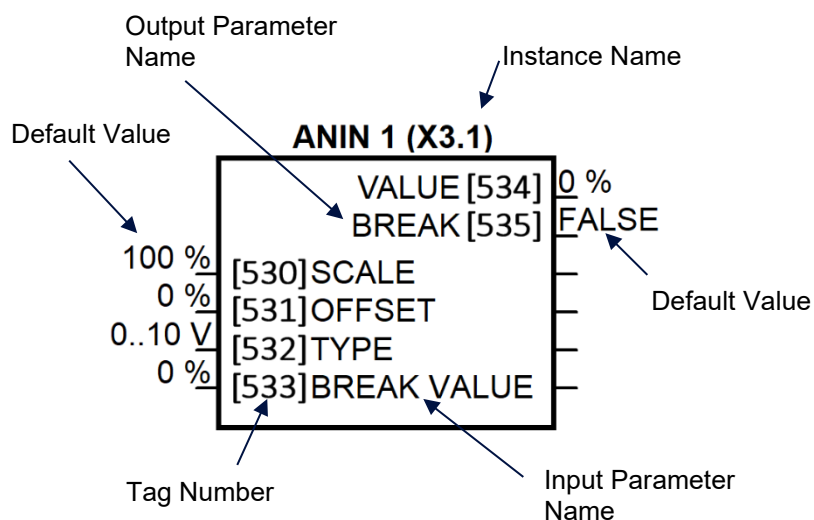 Output Parameter
Name
Instance Name
Default Value
ANIN 1 (X3.1)
VALUE [534] 0 %
BREAK [535] FALSE
100 % [530] SCALE
0 % [531] OFFSET
Default Value
0..10 V [532] TYPE
0 % [533] BREAK VALUE
Tag Number
Input Parameter
Name